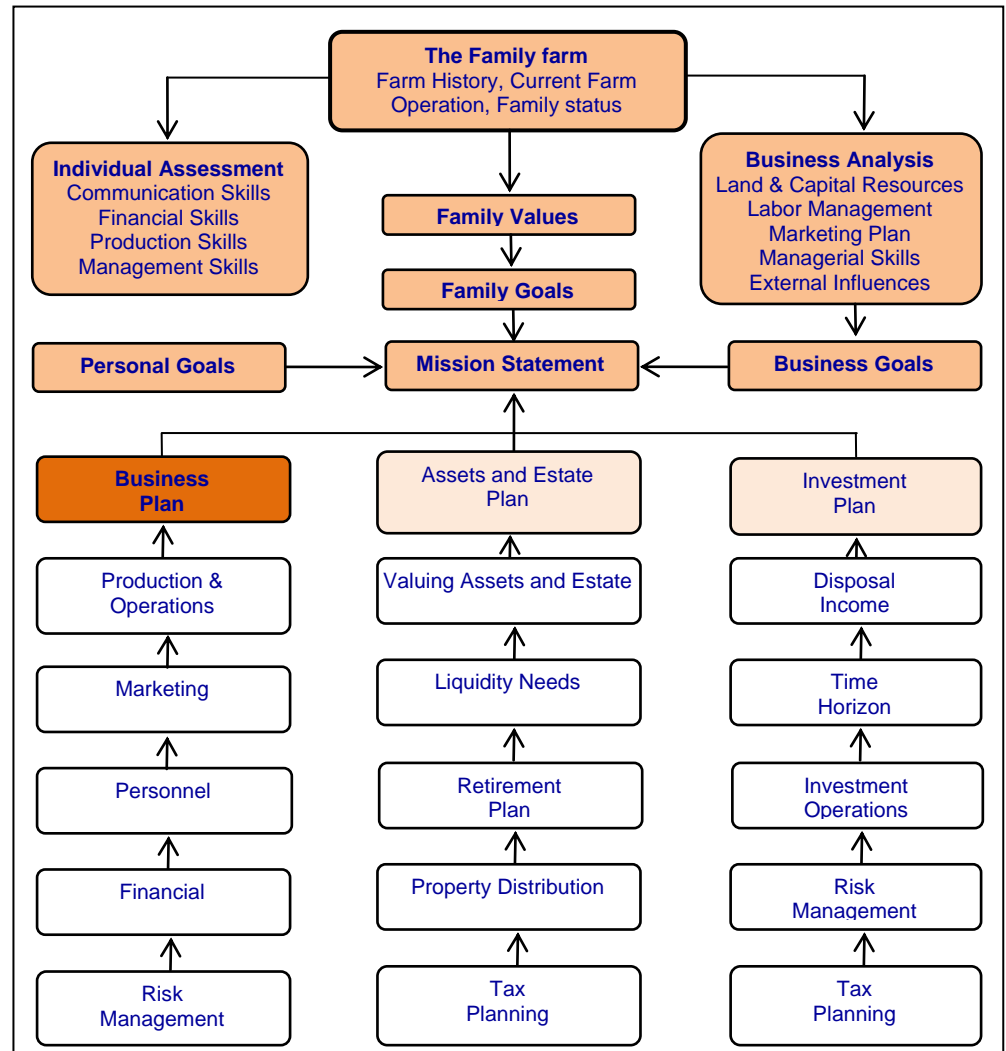 The Family farm
Farm History, Current Farm
Operation, Family status
Individual Assessment
Communication Skills
Financial Skills
Production Skills
Management Skills
Business Analysis
Land & Capital Resources
Labor Management
Marketing Plan
Managerial Skills
External Influences
Family Values
Family Goals
Personal Goals
Mission Statement
Business Goals
Business
Plan
Assets and Estate
Plan
Investment
Plan
Production &
Operations
Valuing Assets and Estate
Disposal
Income
Marketing
Liquidity Needs
Time
Horizon
Personnel
Retirement
Plan
Investment
Operations
Financial
Property Distribution
Risk
Management
Risk
Management
Tax
Planning
Tax
Planning